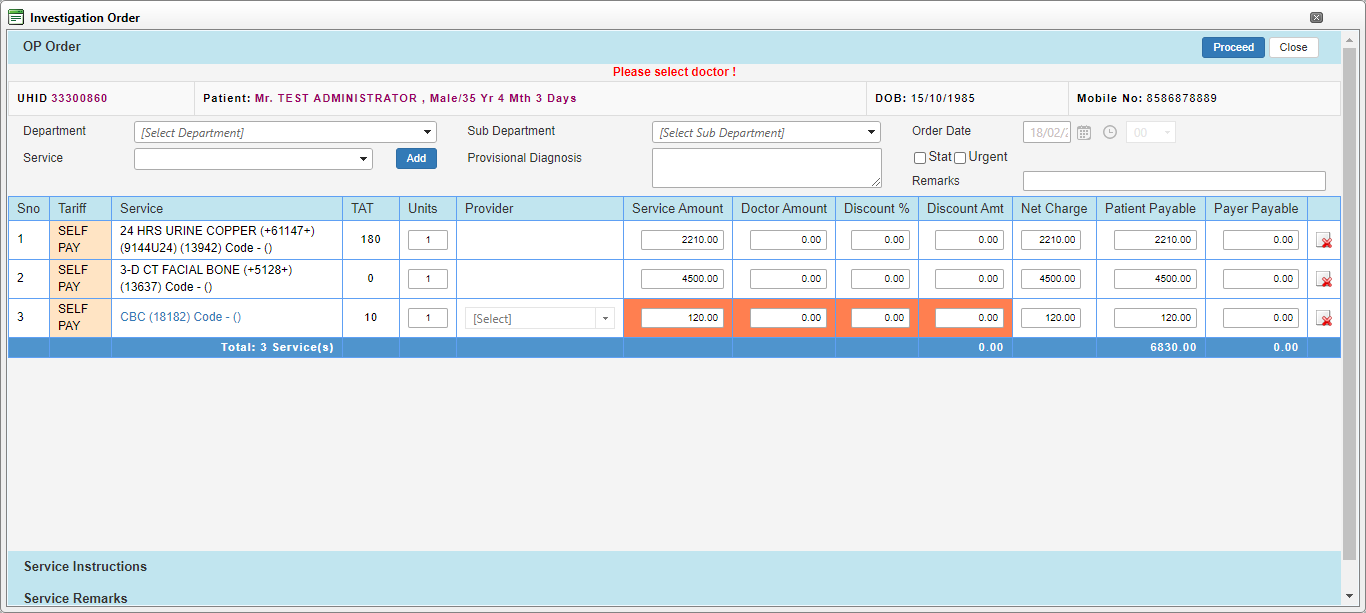 Investigation Order
OP Order
Proceed
Close
Please select doctor !
UHID 33300860
Patient: Mr. TEST ADMINISTRATOR , Male/35 Yr 4 Mth 3 Days
DOB: 15/10/1985
Mobile No: 8586878889
Department
[Select Department]
Sub Department
[Select Sub Department]
Order Date
18/02/
00
Service
Add
Provisional Diagnosis
Stat
Urgent
Remarks
Sno Tariff Service TAT Units Provider Service Amount Doctor Amount Discount % Discount Amt Net Charge Patient Payable Payer Payable
1 SELF PAY 24 HRS URINE COPPER (+61147+) (9144U24) (13942) Code - () 180 1 2210.00 0.00 0.00 0.00 2210.00 2210.00 0.00
2 SELF PAY 3-D CT FACIAL BONE (+5128+) (13637) Code - () 0 1 4500.00 0.00 0.00 0.00 4500.00 4500.00 0.00
3 SELF PAY CBC (18182) Code - () 10 1 [Select] 120.00 0.00 0.00 0.00 120.00 120.00 0.00
Total: 3 Service(s) 0.00 6830.00 0.00
Service Instructions
Service Remarks